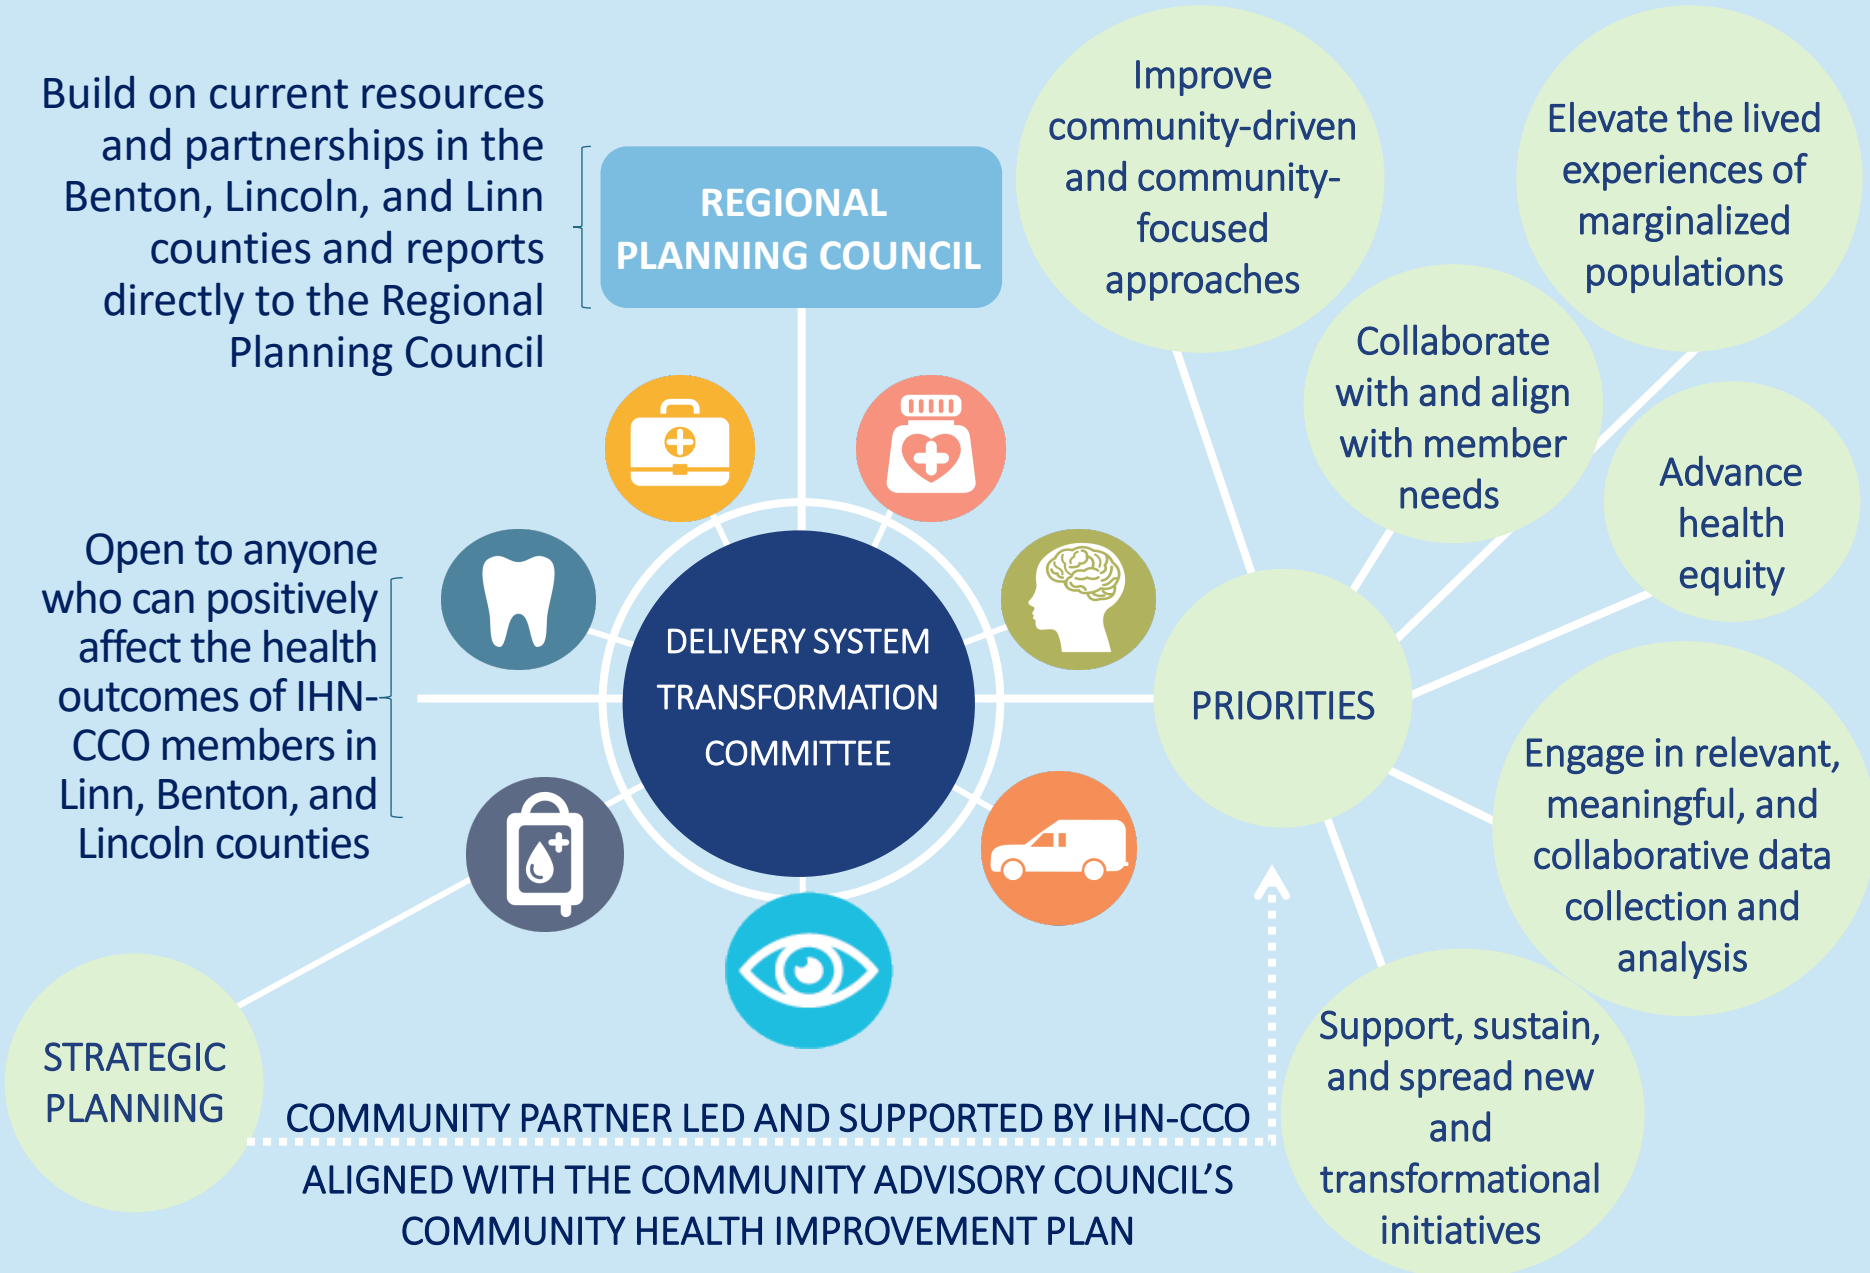 Build on current resources
and partnerships in the
Benton, Lincoln, and Linn
counties and reports
directly to the Regional
Planning Council
REGIONAL
PLANNING COUNCIL
Improve
community-driven
and community-
focused
approaches
Elevate the lived
experiences of
marginalized
populations
Collaborate
with and align
with member
needs
Advance
health
equity
Open to anyone
who can positively
affect the health
outcomes of IHN-
CCO members in
Linn, Benton, and
Lincoln counties
DELIVERY SYSTEM
TRANSFORMATION
COMMITTEE
PRIORITIES
Engage in relevant,
meaningful, and
collaborative data
collection and
analysis
Support, sustain,
and spread new
and
transformational
initiatives
STRATEGIC
PLANNING
COMMUNITY PARTNER LED AND SUPPORTED BY IHN-CCO
ALIGNED WITH THE COMMUNITY ADVISORY COUNCIL’S
COMMUNITY HEALTH IMPROVEMENT PLAN